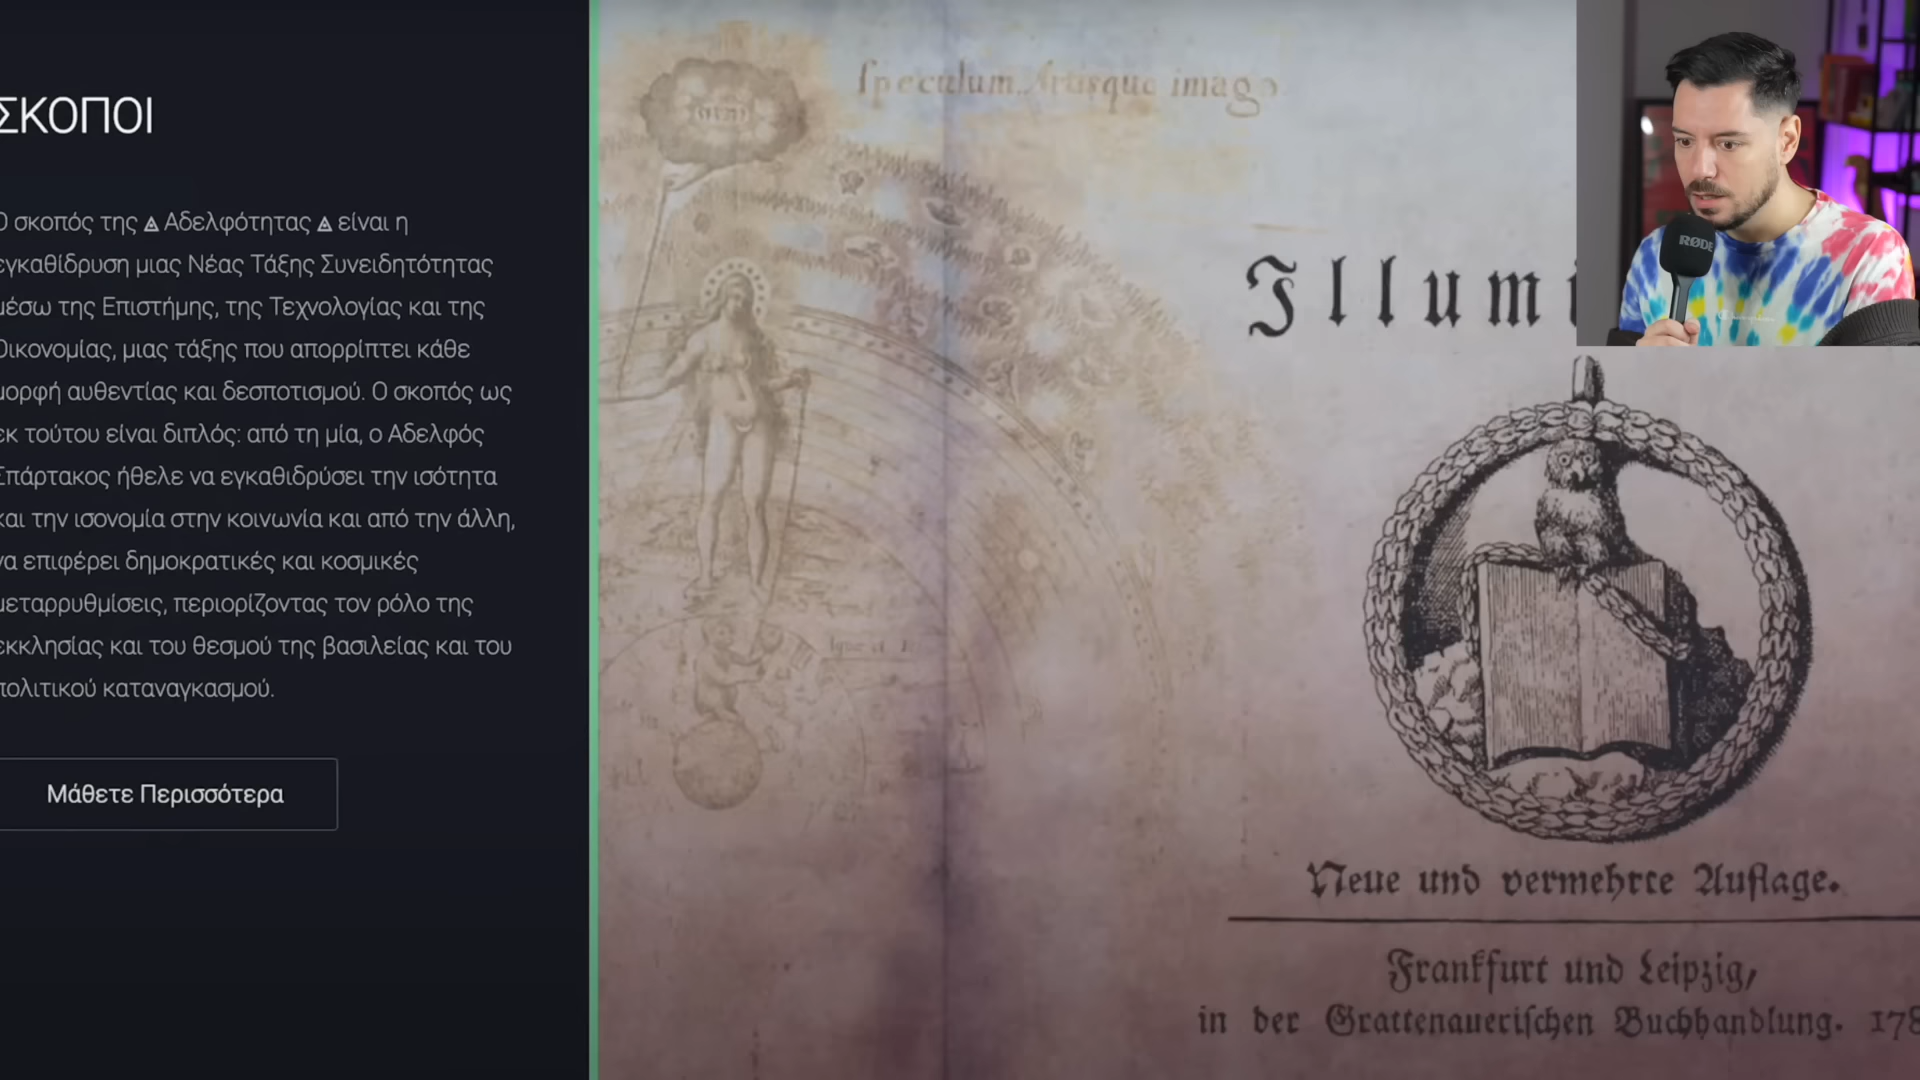 ΣΚΟΠΟΙ
Ο σκοπός της Αδελφότητας είναι η
εγκαθίδρυση μιας Νέας Τάξης Συνειδητότητας
μέσω της Επιστήμης, της Τεχνολογίας και της
Οικονομίας, μιας τάξης που απορρίπτει κάθε
μορφή αυθεντίας και δεσποτισμού. Ο σκοπός ως
εκ τούτου είναι διπλός: από τη μία, ο Αδελφός
Σπάρτακος ήθελε να εγκαθιδρύσει την ισότητα
και την ισονομία στην κοινωνία και από την άλλη,
να επιφέρει δημοκρατικές και κοσμικές
μεταρρυθμίσεις, περιορίζοντας τον ρόλο της
εκκλησίας και του θεσμού της βασιλείας και του
πολιτικού καταναγκασμού.
Μάθετε Περισσότερα
speculum Artisque imago
Illum
Neue und vermehrte Auflage.
Frankfurt und Leipzig,
in der Grattenauerischen Buchhandlung. 178
RØDE